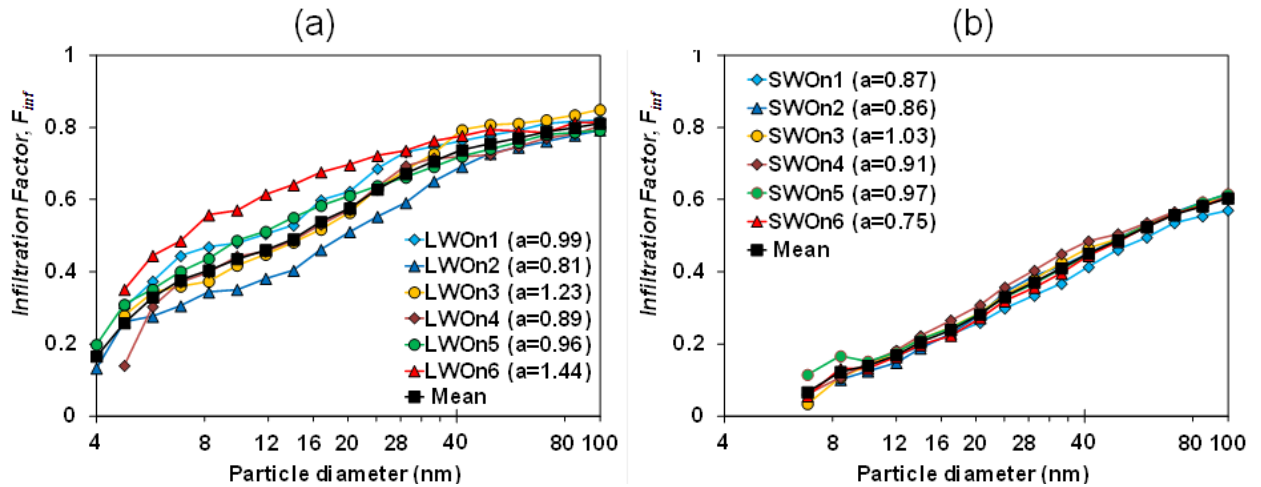 (a)
Infiltration Factor, Finf
1
0.8
0.6
0.4
0.2
0
LWOn1 (a=0.99)
LWOn2 (a=0.81)
LWOn3 (a=1.23)
LWOn4 (a=0.89)
LWOn5 (a=0.96)
LWOn6 (a=1.44)
Mean
4 8 12 16 20 28 40 80 100
Particle diameter (nm)
(b)
Infiltration Factor, Finf
1
0.8
0.6
0.4
0.2
0
SWOn1 (a=0.87)
SWOn2 (a=0.86)
SWOn3 (a=1.03)
SWOn4 (a=0.91)
SWOn5 (a=0.97)
SWOn6 (a=0.75)
Mean
4 8 12 16 20 28 40 80 100
Particle diameter (nm)